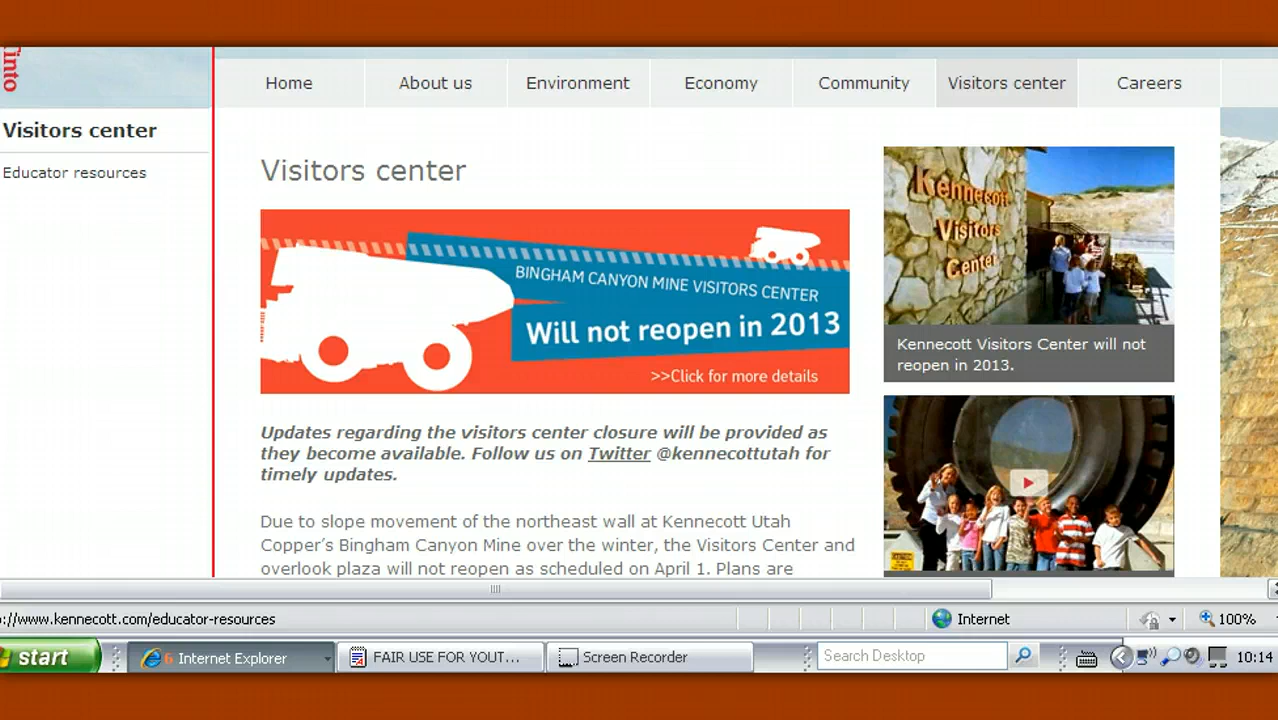 into
Home About us Environment Economy Community Visitors center Careers
Visitors center
Educator resources
Visitors center
BINGHAM CANYON MINE VISITORS CENTER
Will not reopen in 2013
>>Click for more details
Kennecott
Visitors
Center
Kennecott Visitors Center will not
reopen in 2013.
Updates regarding the visitors center closure will be provided as
they become available. Follow us on Twitter @kennecottutah for
timely updates.
Due to slope movement of the northeast wall at Kennecott Utah
Copper’s Bingham Canyon Mine over the winter, the Visitors Center and
overlook plaza will not reopen as scheduled on April 1. Plans are
://www.kennecott.com/educator-resources Internet 100%
start 6 Internet Explorer FAIR USE FOR YOUT... Screen Recorder Search Desktop 10:14